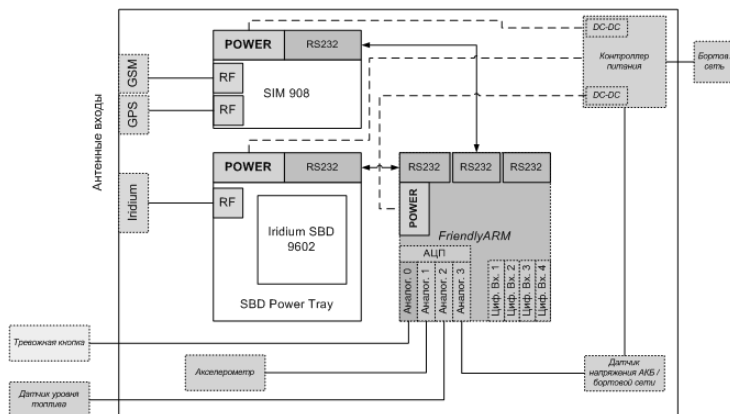 Антенные входы
GSM
GPS
Iridium
POWER
RS232
RF
RF
SIM 908
DC-DC
Контроллер
питания
DC-DC
Бортов
сеть
POWER
RS232
RF
Iridium SBD
9602
SBD Power Tray
RS232
RS232
RS232
POWER
FriendlyARM
АЦП
Аналог. 0
Аналог. 1
Аналог. 2
Аналог. 3
Циф. Вх. 1
Циф. Вх. 2
Циф. Вх. 3
Циф. Вх. 4
Тревожная кнопка
Акселерометр
Датчик уровня
топлива
Датчик
напряжения АКБ /
бортовой сети